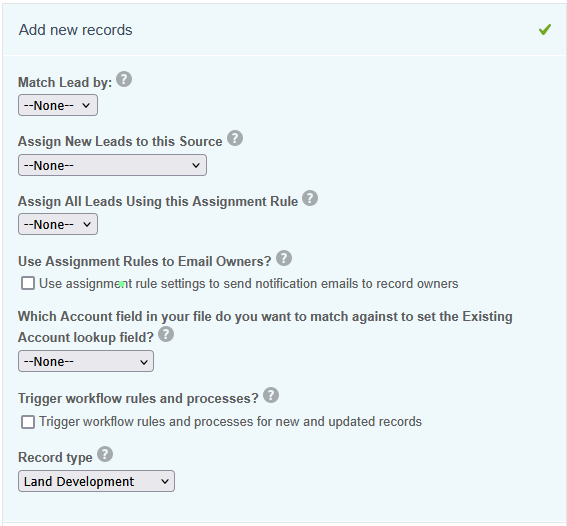 Add new records
Match Lead by: ?
--None--
Assign New Leads to this Source ?
--None--
Assign All Leads Using this Assignment Rule ?
--None--
Use Assignment Rules to Email Owners? ?
Use assignment rule settings to send notification emails to record owners
Which Account field in your file do you want to match against to set the Existing
Account lookup field? ?
--None--
Trigger workflow rules and processes? ?
Trigger workflow rules and processes for new and updated records
Record type ?
Land Development